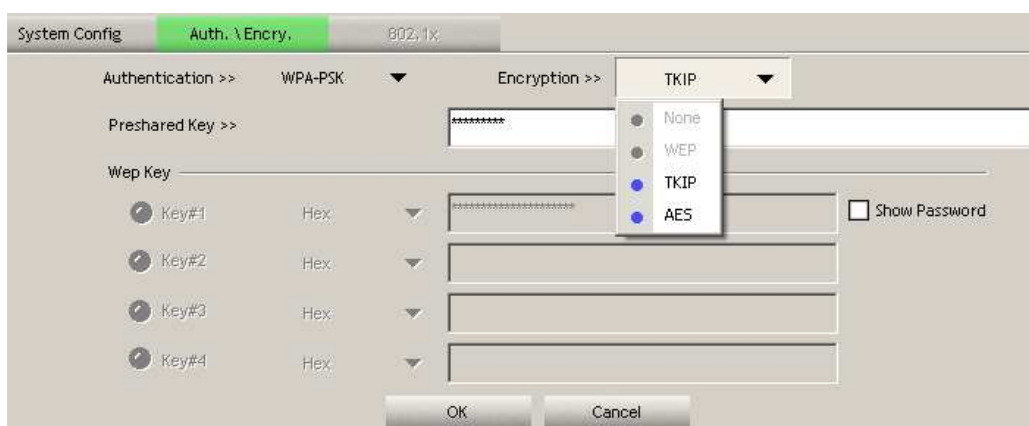 System Config Auth. \ Encry. 802.1x
Authentication >> WPA-PSK Encryption >> TKIP
Preshared Key >> *********
None
WEP
Wep Key
TKIP
Key#1 Hex ******************** AES Show Password
Key#2 Hex
Key#3 Hex
Key#4 Hex
OK Cancel